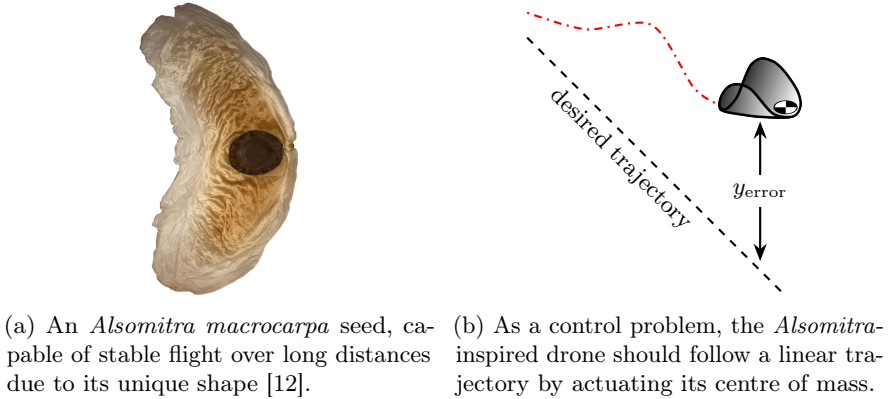 desired trajectory
yerror
(a) An Alsomitra macrocarpa seed, ca-
pable of stable flight over long distances
due to its unique shape [12].
(b) As a control problem, the Alsomitra-
inspired drone should follow a linear tra-
jectory by actuating its centre of mass.